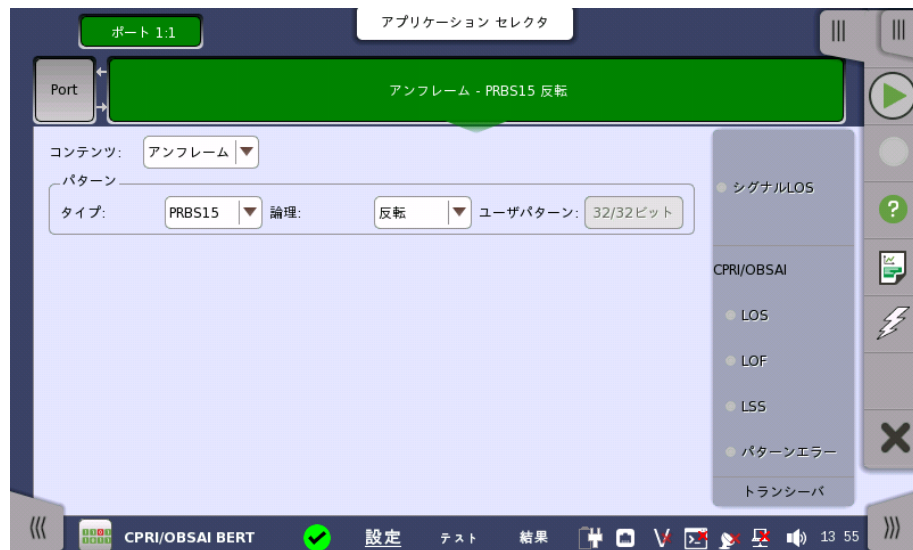 アプリケーション セレクタ
ポート 1:1
Port
アンフレーム - PRBS15 反転
コンテンツ: アンフレーム
パターン
タイプ: PRBS15 論理: 反転 ユーザパターン: 32/32ビット
シグナルLOS
CPRI/OBSAI
LOS
LOF
LSS
パターンエラー
トランシーバ
CPRI/OBSAI BERT 設定 テスト 結果 13 55